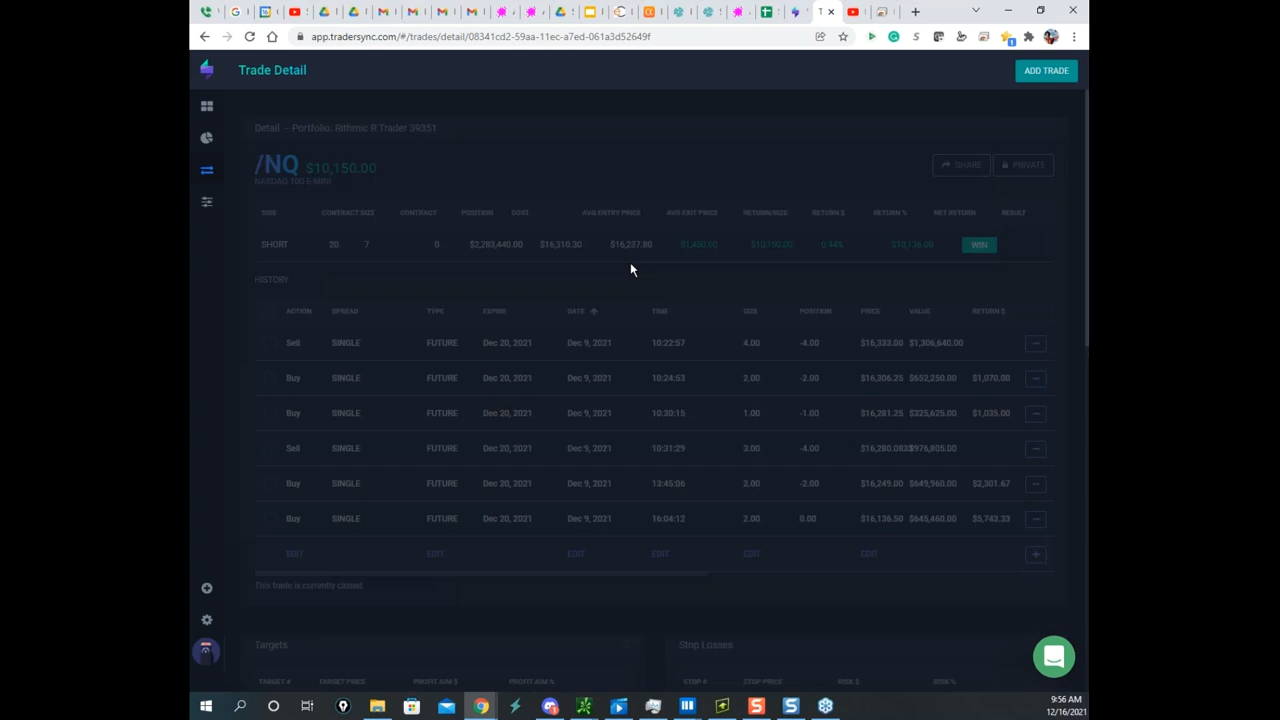 app.tradersync.com/#/trades/detail/08341cd2-59aa-11ec-a7ed-061a3d52649f
Trade Detail
ADD TRADE
Detail - Portfolio: Rithmic R Trader 39351
/NQ $10,150.00
NASDAQ 100 E-MINI
SHARE PRIVATE
SIDE CONTRACT SIZE CONTRACT POSITION COST AVG ENTRY PRICE AVG EXIT PRICE RETURN/SIZE RETURN $ RETURN % NET RETURN RESULT
SHORT 20 7 0 $2,283,440.00 $16,310.30 $16,237.80 $1,450.00 $10,150.00 0.44% $10,136.00 WIN
HISTORY
ACTION SPREAD TYPE EXPIRE DATE TIME SIZE POSITION PRICE VALUE RETURN $
Sell SINGLE FUTURE Dec 20, 2021 Dec 9, 2021 10:22:57 4.00 -4.00 $16,333.00 $1,306,640.00
Buy SINGLE FUTURE Dec 20, 2021 Dec 9, 2021 10:24:53 2.00 -2.00 $16,306.25 $652,250.00 $1,070.00
Buy SINGLE FUTURE Dec 20, 2021 Dec 9, 2021 10:30:15 1.00 -1.00 $16,281.25 $325,625.00 $1,035.00
Sell SINGLE FUTURE Dec 20, 2021 Dec 9, 2021 10:31:29 3.00 -4.00 $16,280.0833 $976,805.00
Buy SINGLE FUTURE Dec 20, 2021 Dec 9, 2021 13:45:06 2.00 -2.00 $16,249.00 $649,960.00 $2,301.67
Buy SINGLE FUTURE Dec 20, 2021 Dec 9, 2021 16:04:12 2.00 0.00 $16,136.50 $645,460.00 $5,743.33
EDIT EDIT EDIT EDIT EDIT EDIT
This trade is currently closed
Targets Stop Losses
TARGET # TARGET PRICE PROFIT AIM $ PROFIT AIM % STOP # STOP PRICE RISK $ RISK %
9:56 AM
12/16/2021